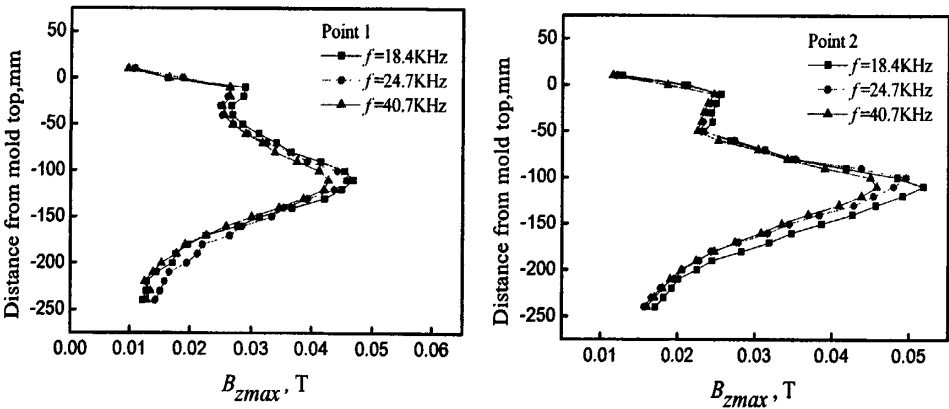 Point 1
f=18.4KHz
f=24.7KHz
f=40.7KHz
50
0
-50
-100
-150
-200
-250
Distance from mold top,mm
0.00 0.01 0.02 0.03 0.04 0.05 0.06
Bzmax, T
Point 2
f=18.4KHz
f=24.7KHz
f=40.7KHz
50
0
-50
-100
-150
-200
-250
Distance from mold top,mm
0.01 0.02 0.03 0.04 0.05
Bzmax, T